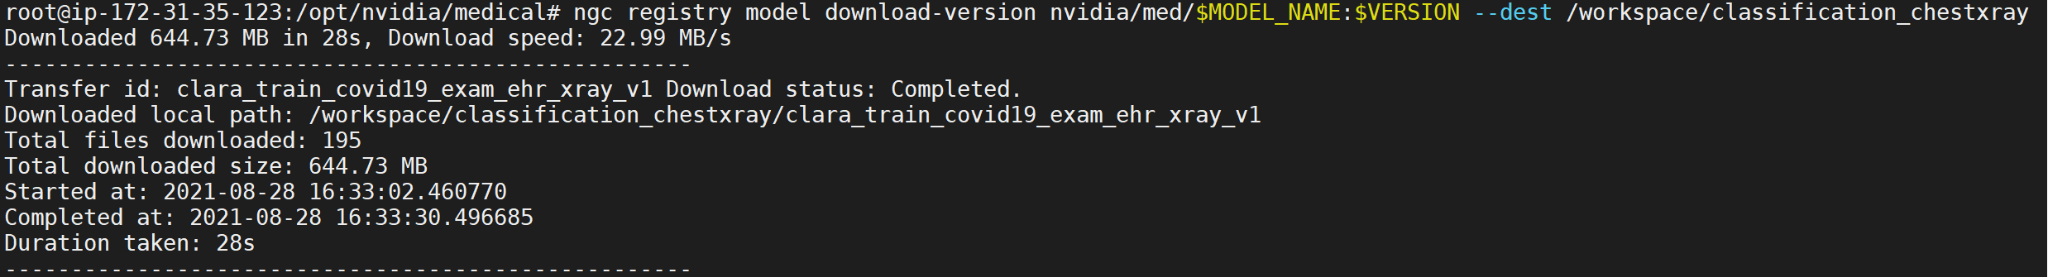 root@ip-172-31-35-123:/opt/nvidia/medical# ngc registry model download-version nvidia/med/$MODEL_NAME:$VERSION --dest /workspace/classification_chestxray
Downloaded 644.73 MB in 28s, Download speed: 22.99 MB/s
----------------------------------------------------
Transfer id: clara_train_covid19_exam_ehr_xray_v1 Download status: Completed.
Downloaded local path: /workspace/classification_chestxray/clara_train_covid19_exam_ehr_xray_v1
Total files downloaded: 195
Total downloaded size: 644.73 MB
Started at: 2021-08-28 16:33:02.460770
Completed at: 2021-08-28 16:33:30.496685
Duration taken: 28s
----------------------------------------------------